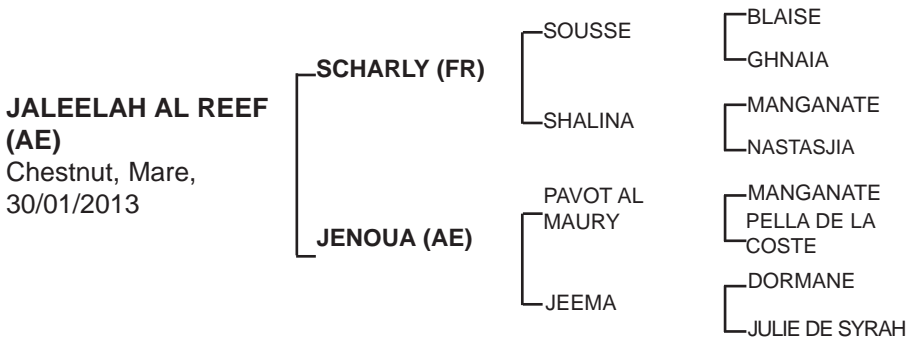 JALEELAH AL REEF
(AE)
Chestnut, Mare,
30/01/2013
SCHARLY (FR)
JENOUA (AE)
SOUSSE
SHALINA
PAVOT AL
MAURY
JEEMA
BLAISE
GHNAIA
MANGANATE
NASTASJIA
MANGANATE
PELLA DE LA
COSTE
DORMANE
JULIE DE SYRAH